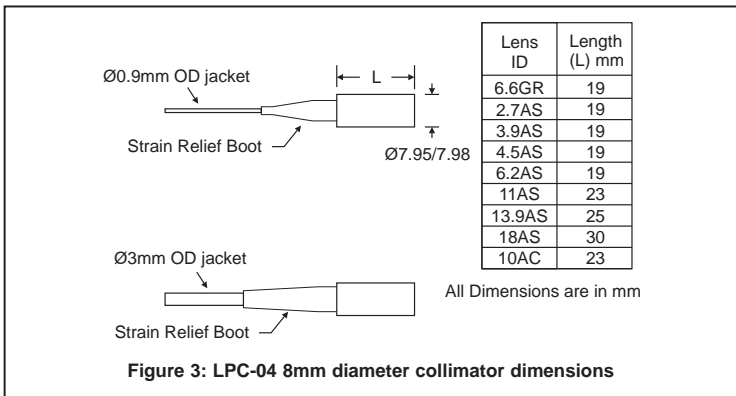 Ø0.9mm OD jacket
L
Strain Relief Boot
Ø7.95/7.98
Ø3mm OD jacket
Strain Relief Boot
Lens ID Length (L) mm
6.6GR 19
2.7AS 19
3.9AS 19
4.5AS 19
6.2AS 19
11AS 23
13.9AS 25
18AS 30
10AC 23
All Dimensions are in mm
Figure 3: LPC-04 8mm diameter collimator dimensions